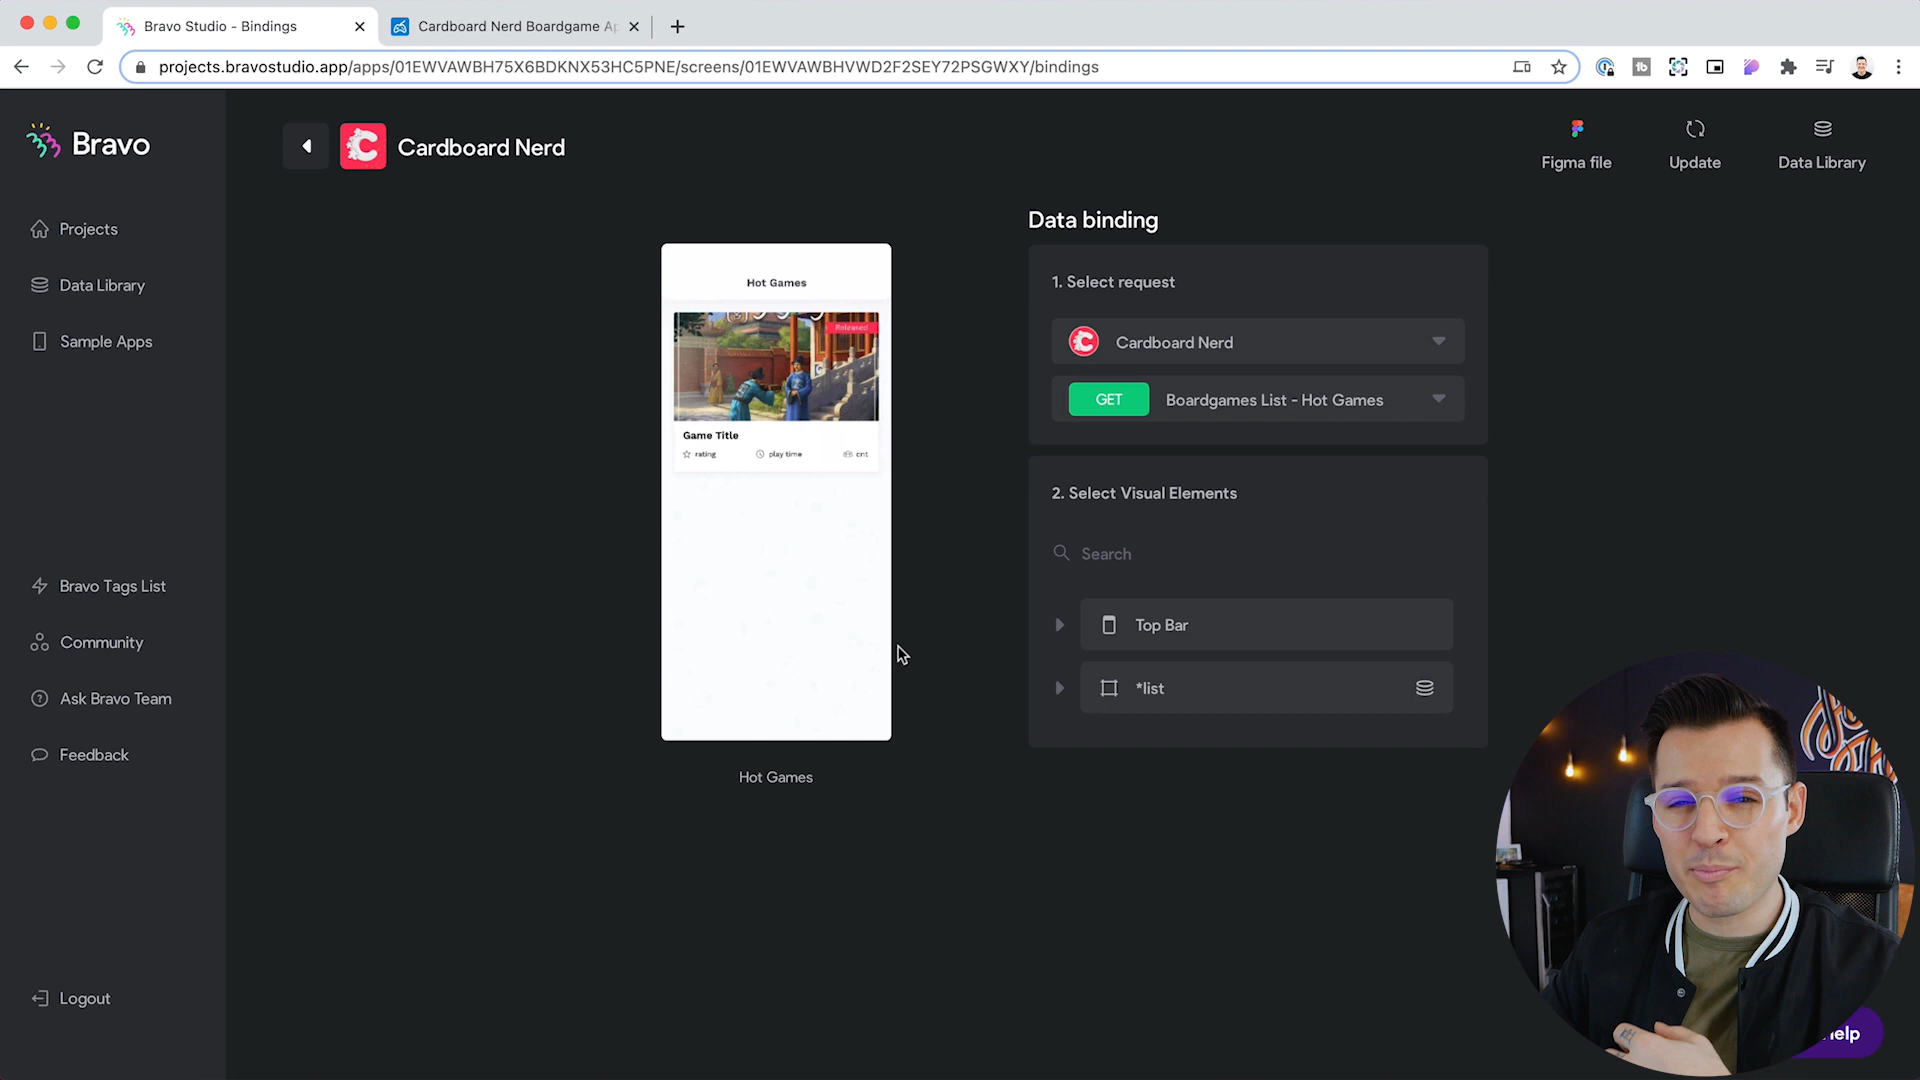 Bravo Studio - Bindings
Cardboard Nerd Boardgame Ap
projects.bravostudio.app/apps/01EWVAWBH75X6BDKNX53HC5PNE/screens/01EWVAWBHVWD2F2SEY72PSGWXY/bindings
Bravo
Cardboard Nerd
Figma file
Update
Data Library
Projects
Data Library
Sample Apps
Bravo Tags List
Community
Ask Bravo Team
Feedback
Logout
Hot Games
Released
Game Title
rating
play time
cnt
Hot Games
Data binding
1. Select request
Cardboard Nerd
GET
Boardgames List - Hot Games
2. Select Visual Elements
Search
Top Bar
*list